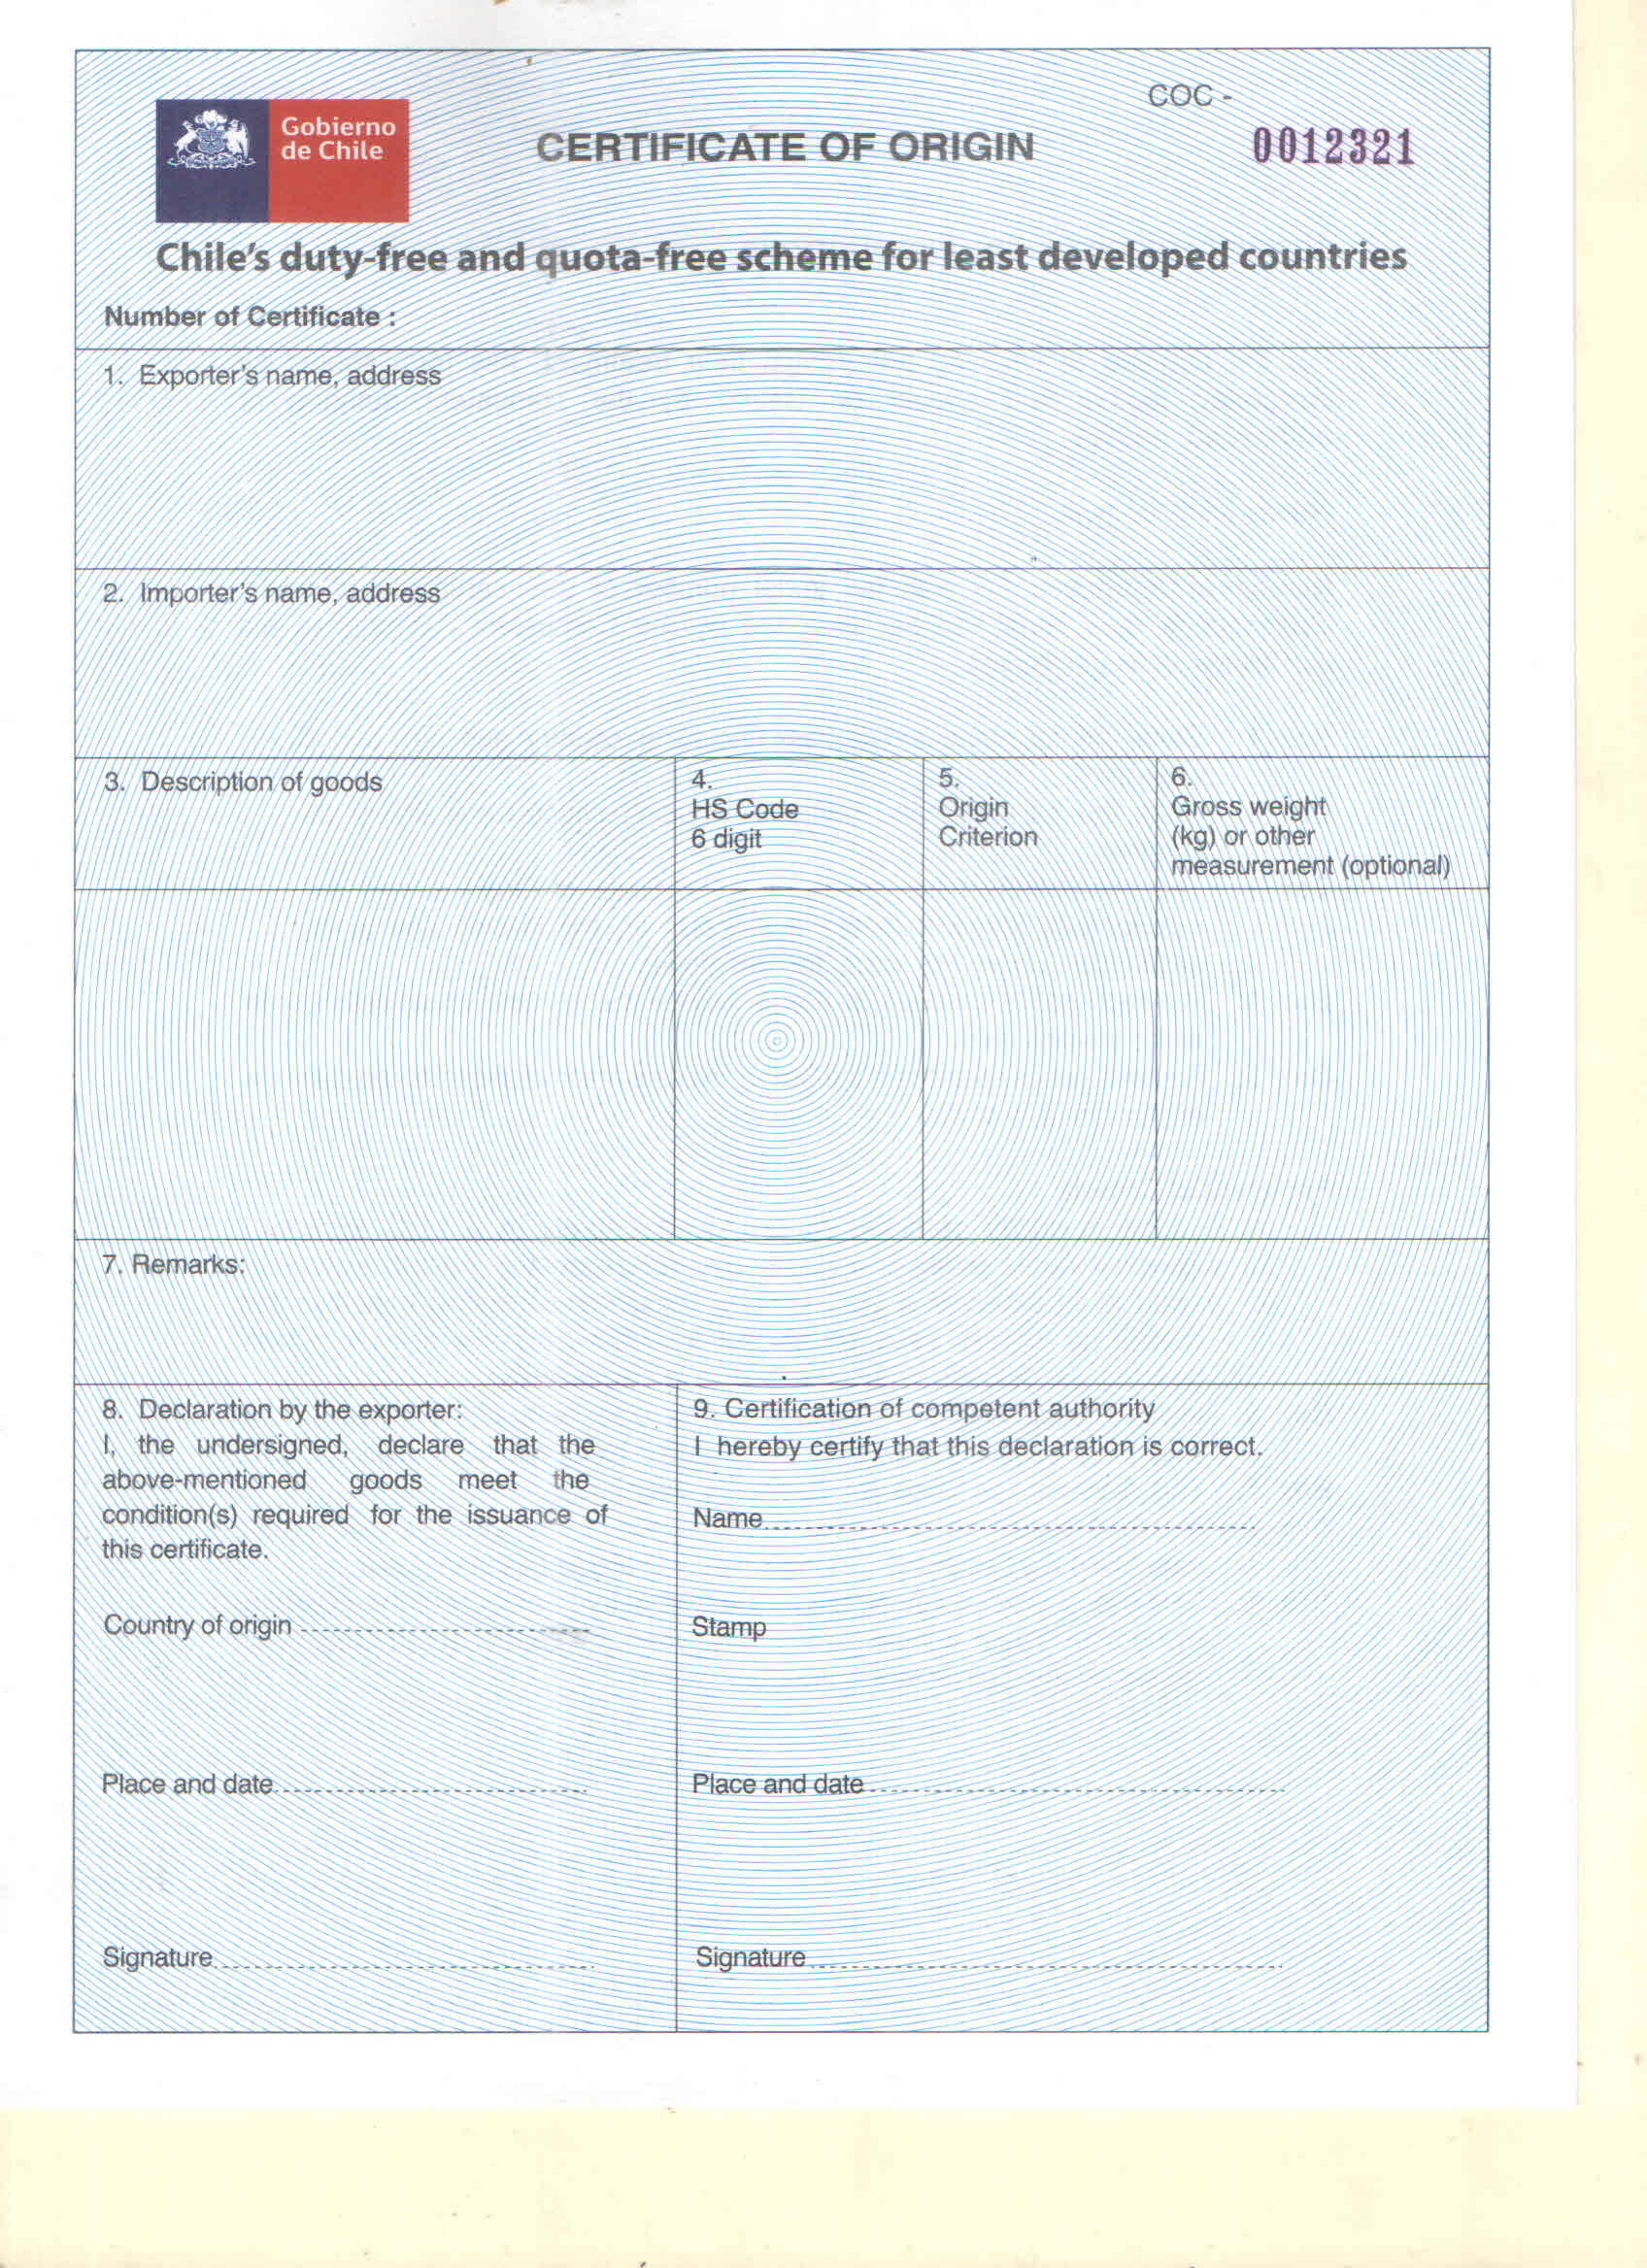 COC -
Gobierno
de Chile
CERTIFICATE OF ORIGIN
0012321
Chile's duty-free and quota-free scheme for least developed countries
Number of Certificate :
1. Exporter's name, address
2. Importer's name, address
3. Description of goods
4.
HS Code
6 digit
5.
Origin
Criterion
6.
Gross weight
(kg) or other
measurement (optional)
7. Remarks:
8. Declaration by the exporter:
I, the undersigned, declare that the
above-mentioned goods meet the
condition(s) required for the issuance of
this certificate.
Country of origin
Place and date
Signature
9. Certification of competent authority
I hereby certify that this declaration is correct.
Name
Stamp
Place and date
Signature